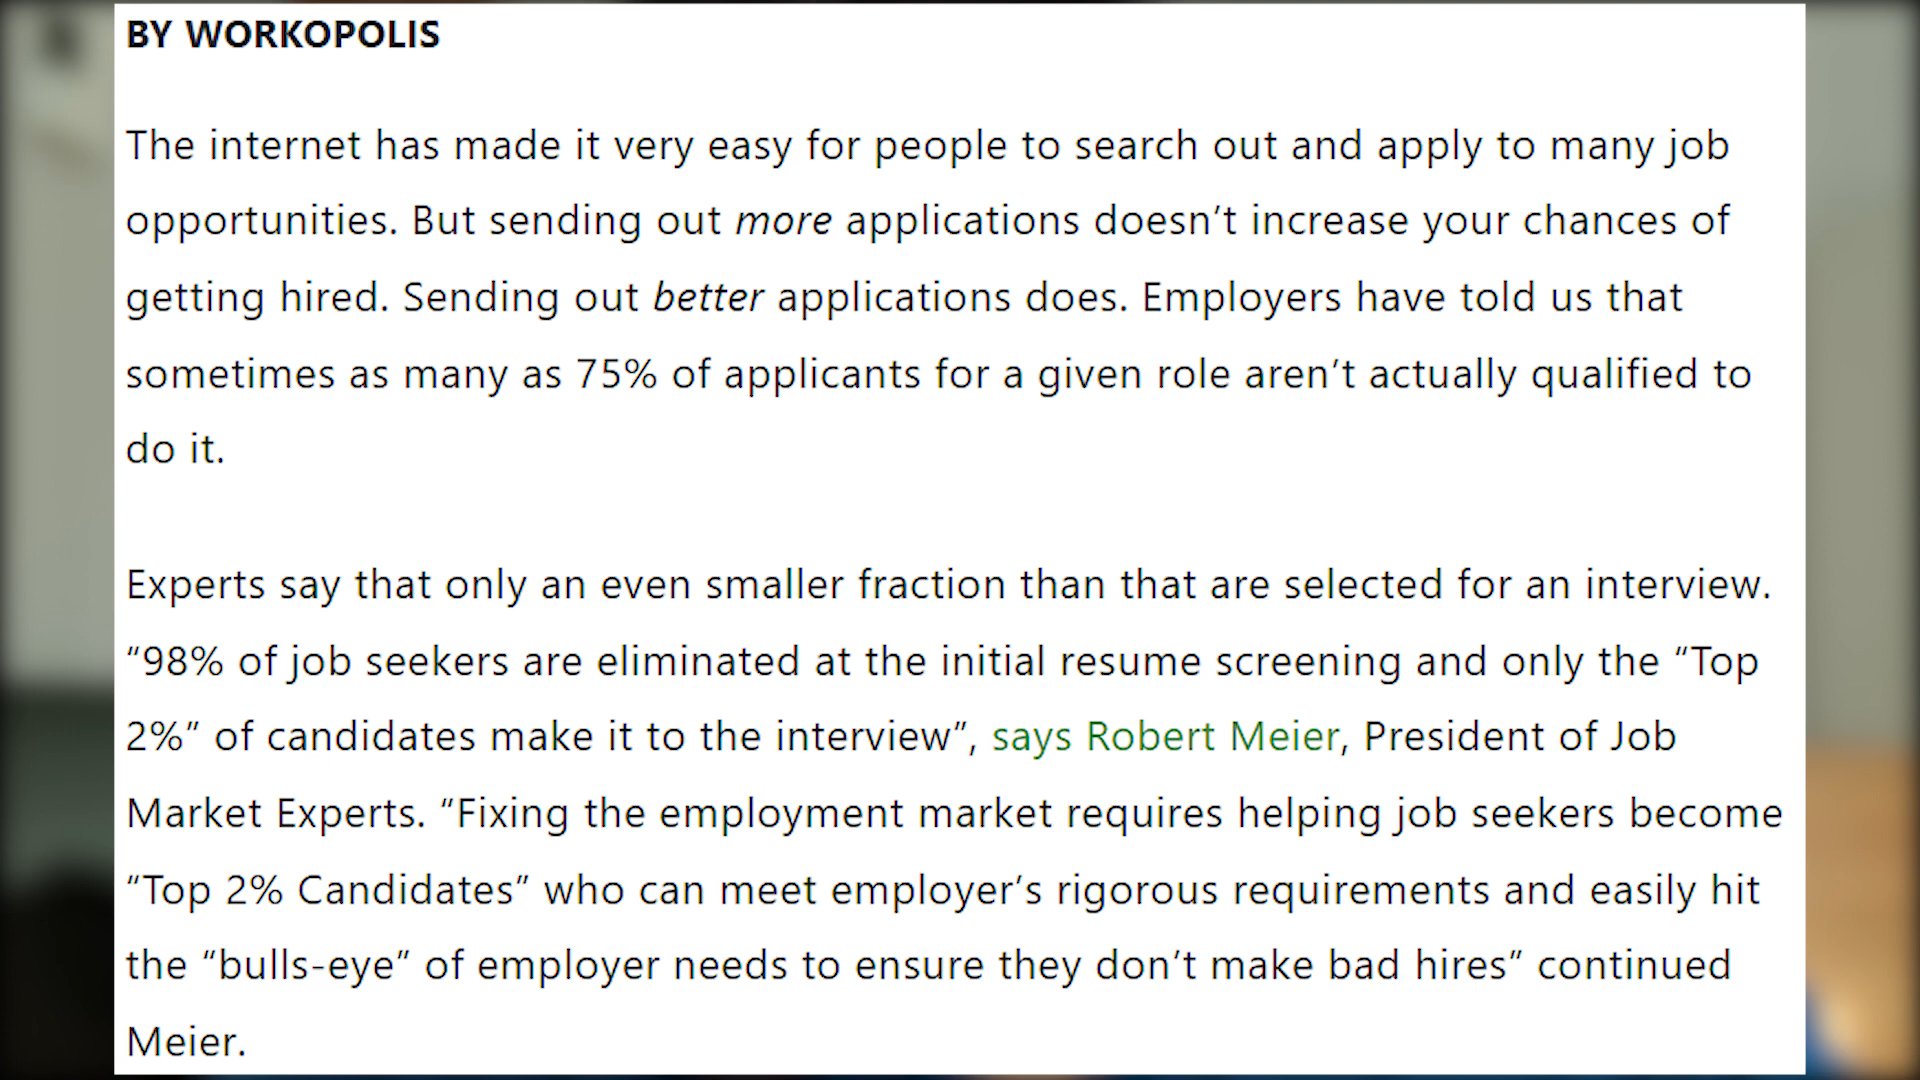 BY WORKOPOLIS
The internet has made it very easy for people to search out and apply to many job
opportunities. But sending out more applications doesn’t increase your chances of
getting hired. Sending out better applications does. Employers have told us that
sometimes as many as 75% of applicants for a given role aren’t actually qualified to
do it.
Experts say that only an even smaller fraction than that are selected for an interview.
“98% of job seekers are eliminated at the initial resume screening and only the “Top
2%” of candidates make it to the interview”, says Robert Meier, President of Job
Market Experts. “Fixing the employment market requires helping job seekers become
“Top 2% Candidates” who can meet employer’s rigorous requirements and easily hit
the “bulls-eye” of employer needs to ensure they don’t make bad hires” continued
Meier.